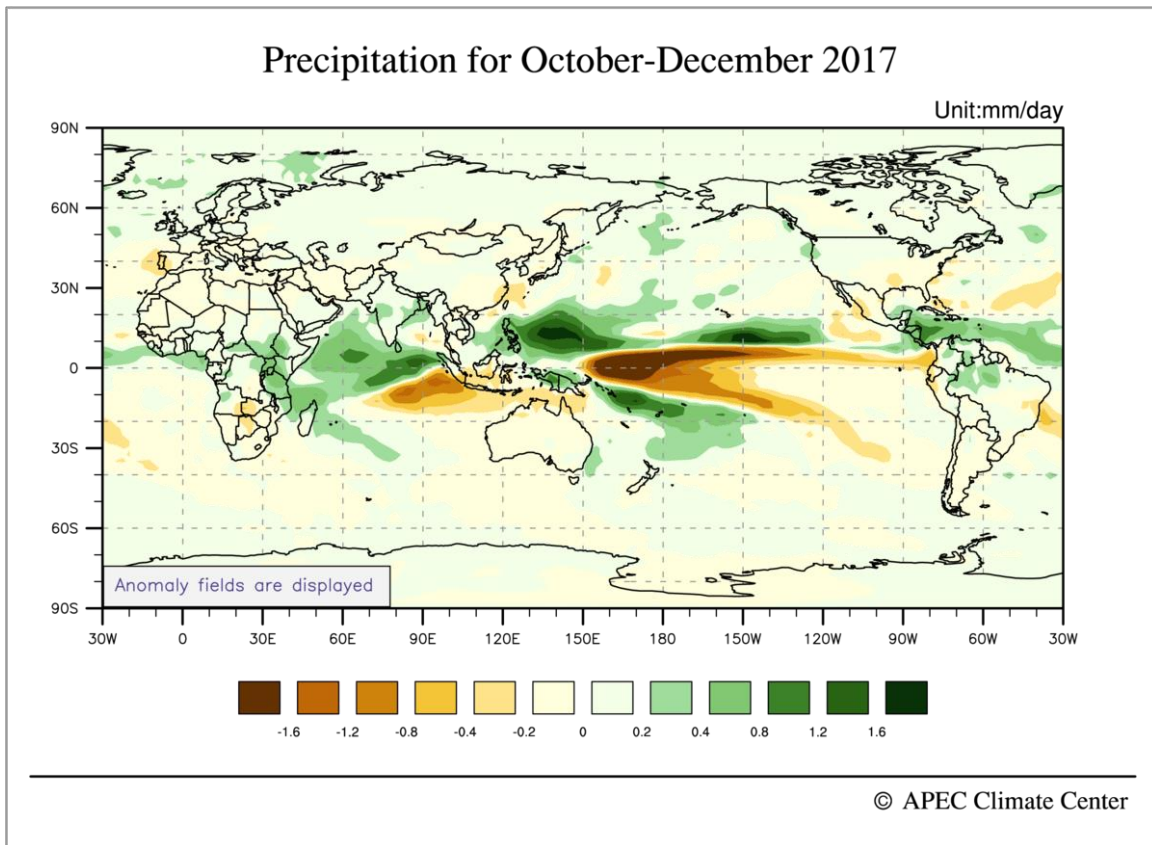 Precipitation for October-December 2017
Unit:mm/day
90N
60N
30N
0
30S
60S
90S
Anomaly fields are displayed
30W 0 30E 60E 90E 120E 150E 180 150W 120W 90W 60W 30W
-1.6 -1.2 -0.8 -0.4 -0.2 0 0.2 0.4 0.8 1.2 1.6
© APEC Climate Center